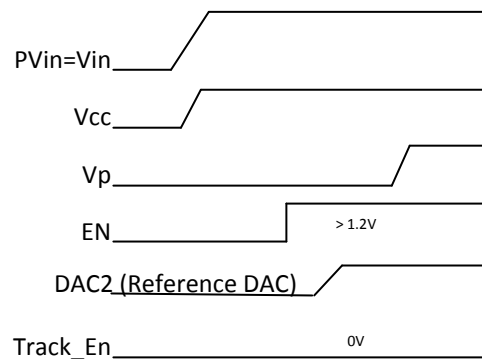 PVin=Vin
Vcc
Vp
EN
> 1.2V
DAC2 (Reference DAC)
Track_En
0V